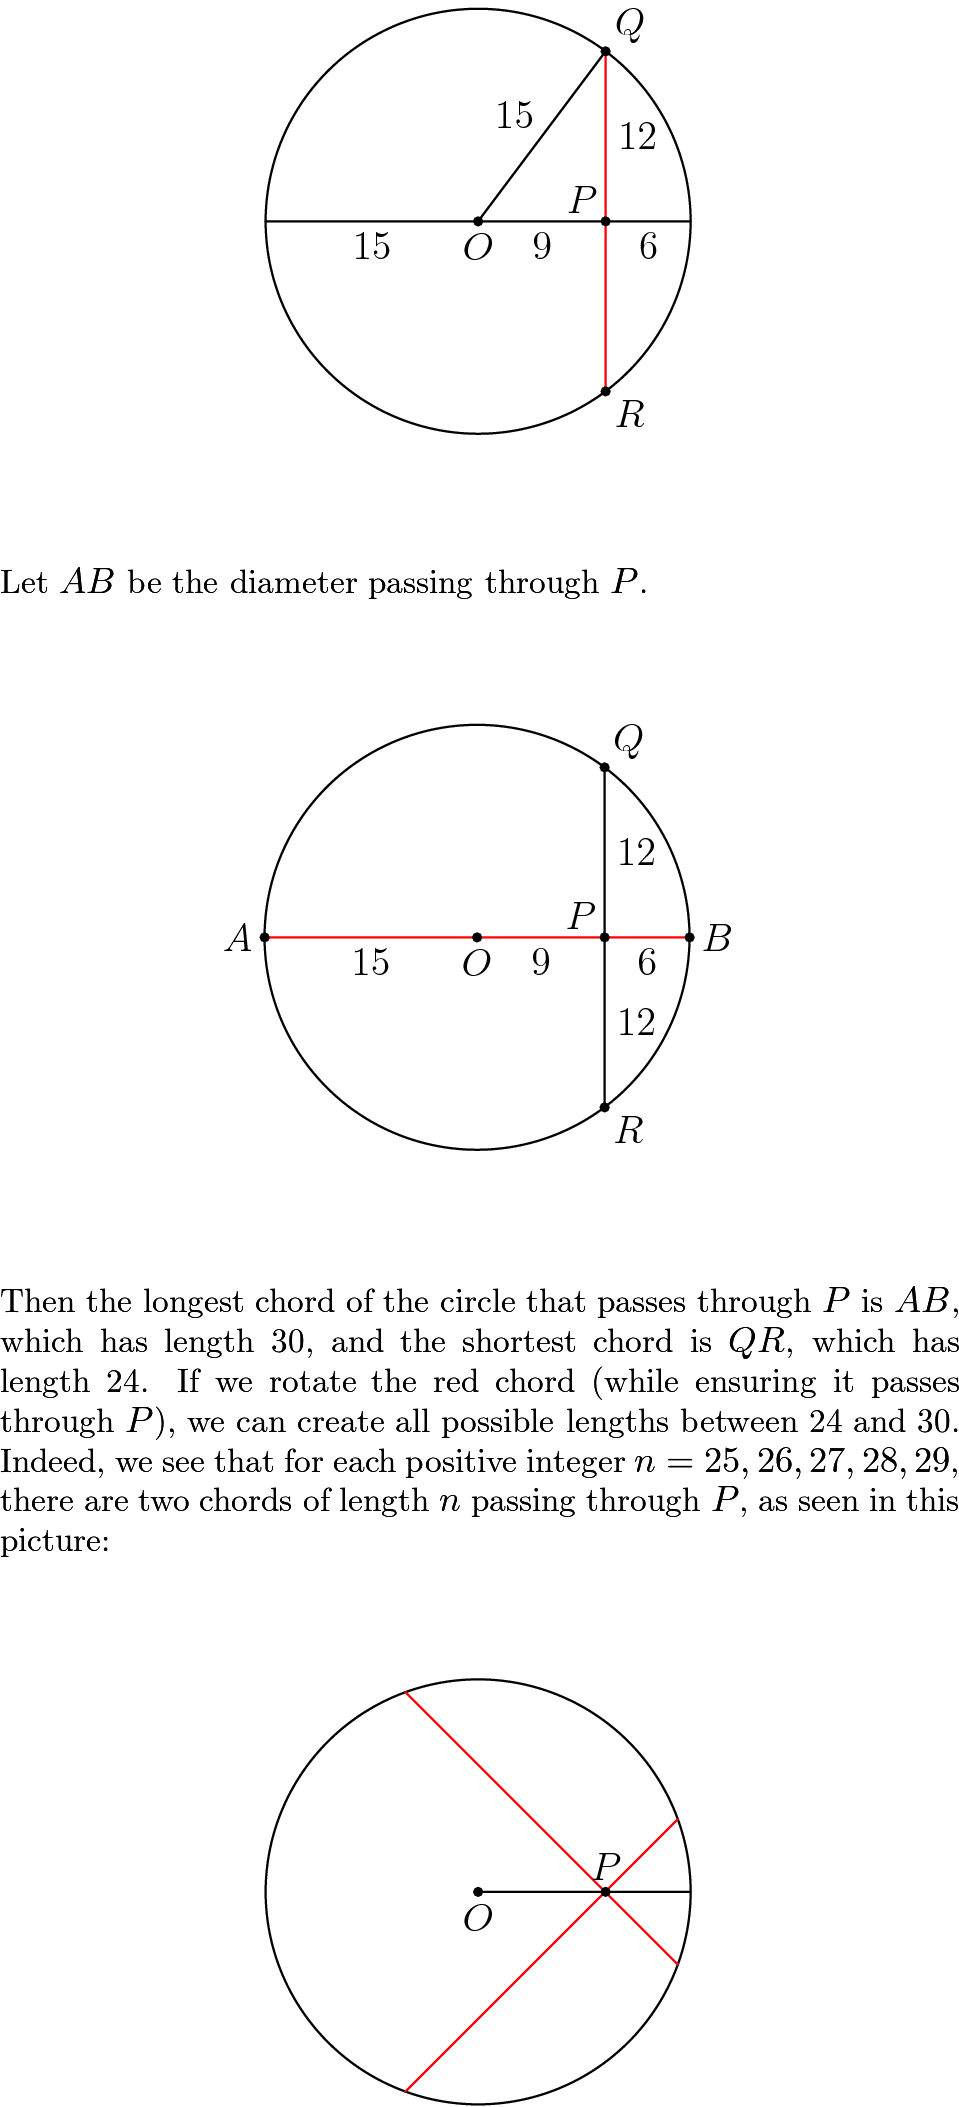 Q
15
12
P
15
O
9
6
R
Let AB be the diameter passing through P.
Q
12
P
A
B
15
O
9
6
12
R
Then the longest chord of the circle that passes through P is AB,
which has length 30, and the shortest chord is QR, which has
length 24. If we rotate the red chord (while ensuring it passes
through P), we can create all possible lengths between 24 and 30.
Indeed, we see that for each positive integer n = 25, 26, 27, 28, 29,
there are two chords of length n passing through P, as seen in this
picture:
P
O